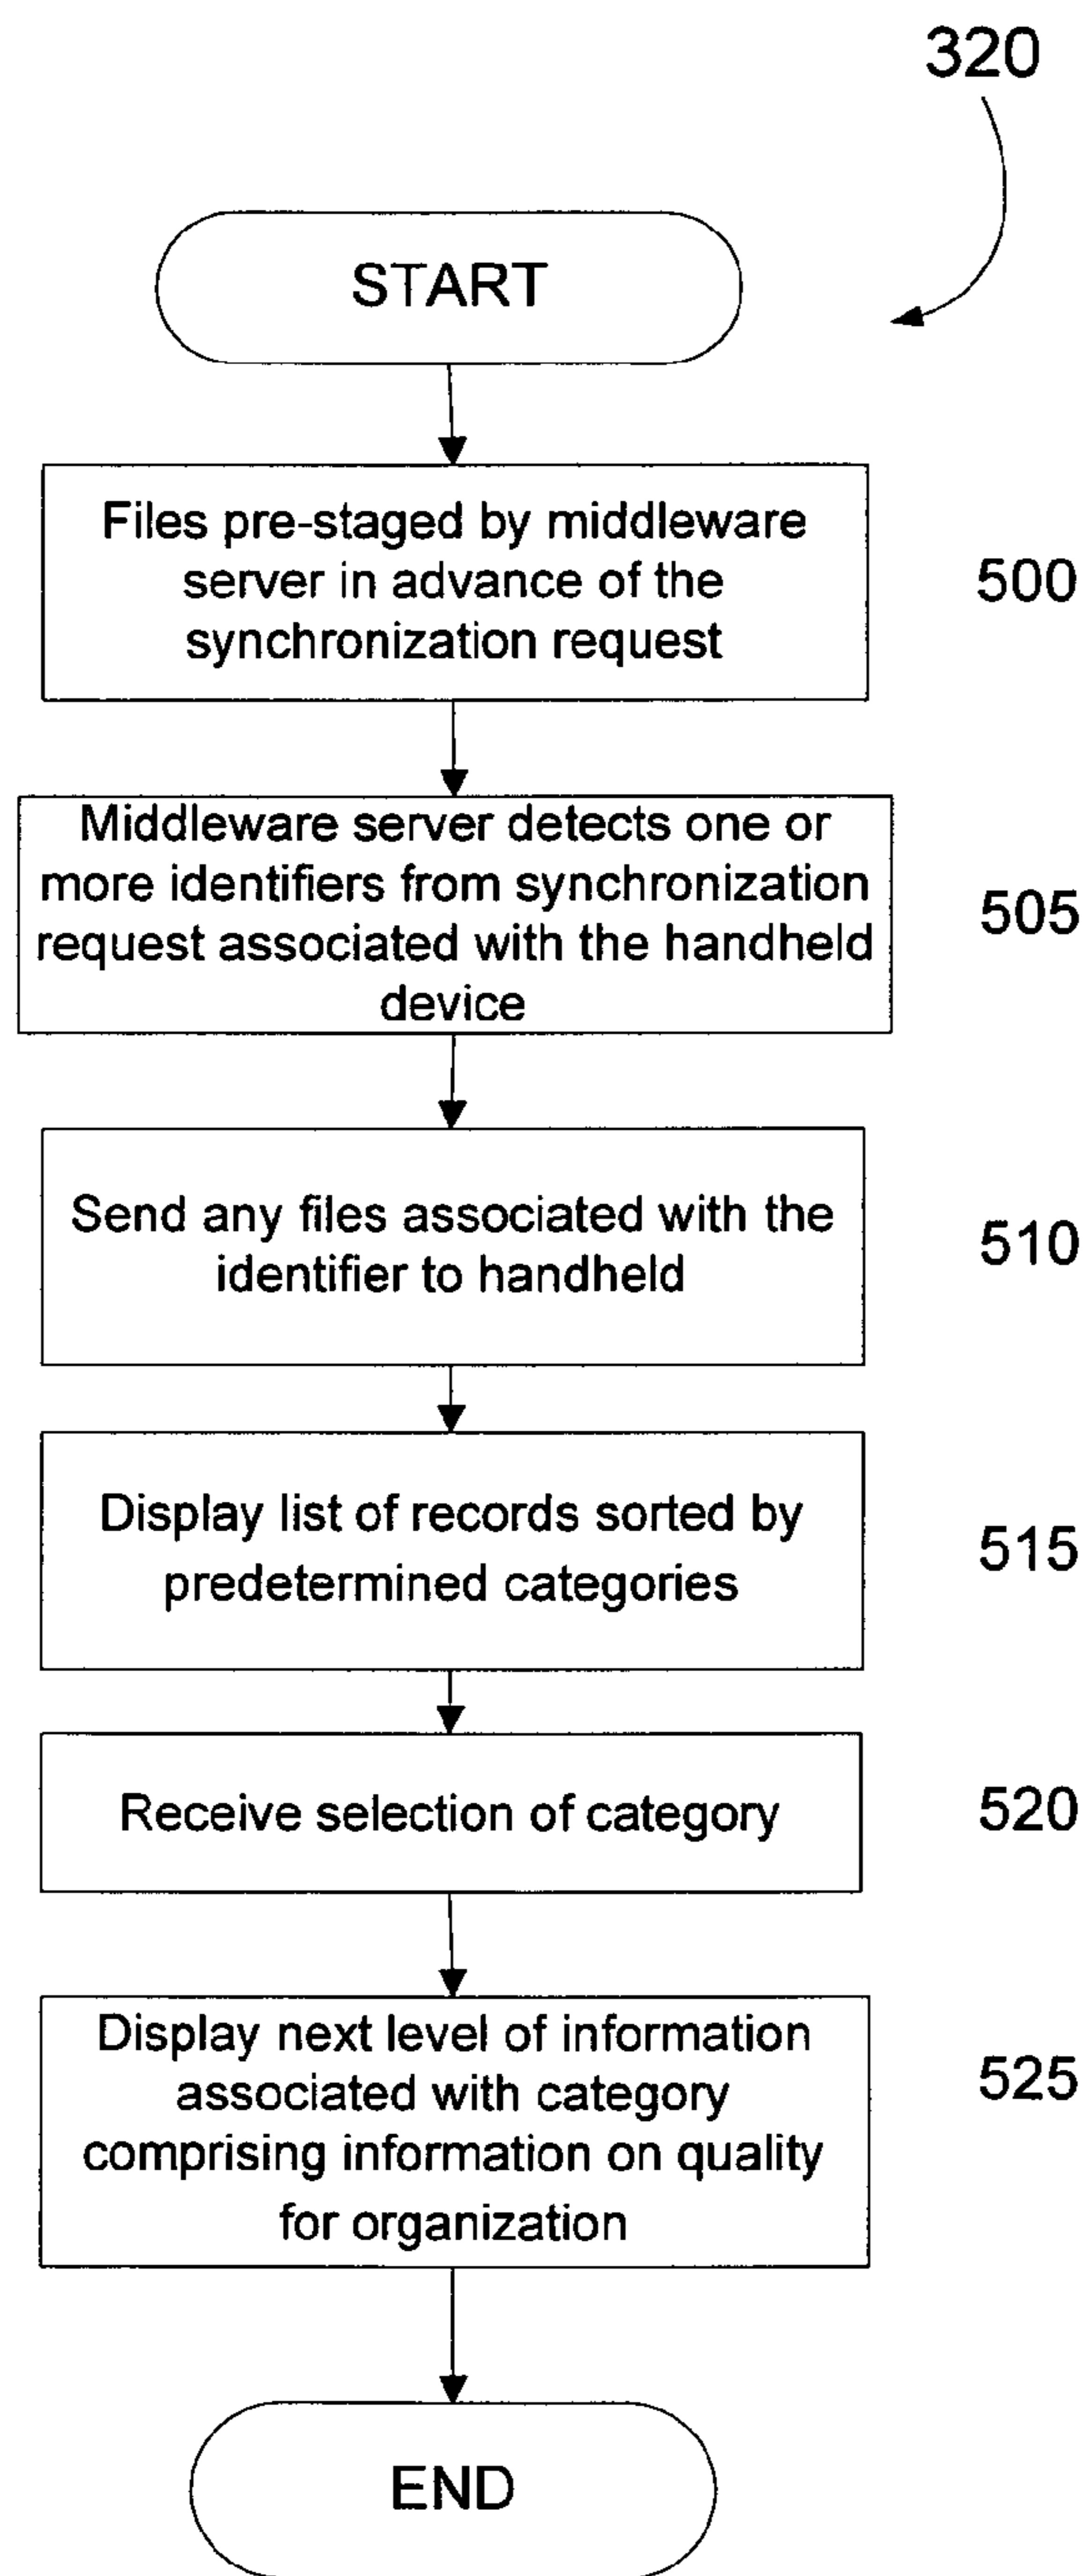 320
START
Files pre-staged by middleware
server in advance of the
synchronization request
500
Middleware server detects one or
more identifiers from synchronization
request associated with the handheld
device
505
Send any files associated with the
identifier to handheld
510
Display list of records sorted by
predetermined categories
515
Receive selection of category
520
Display next level of information
associated with category
comprising information on quality
for organization
525
END